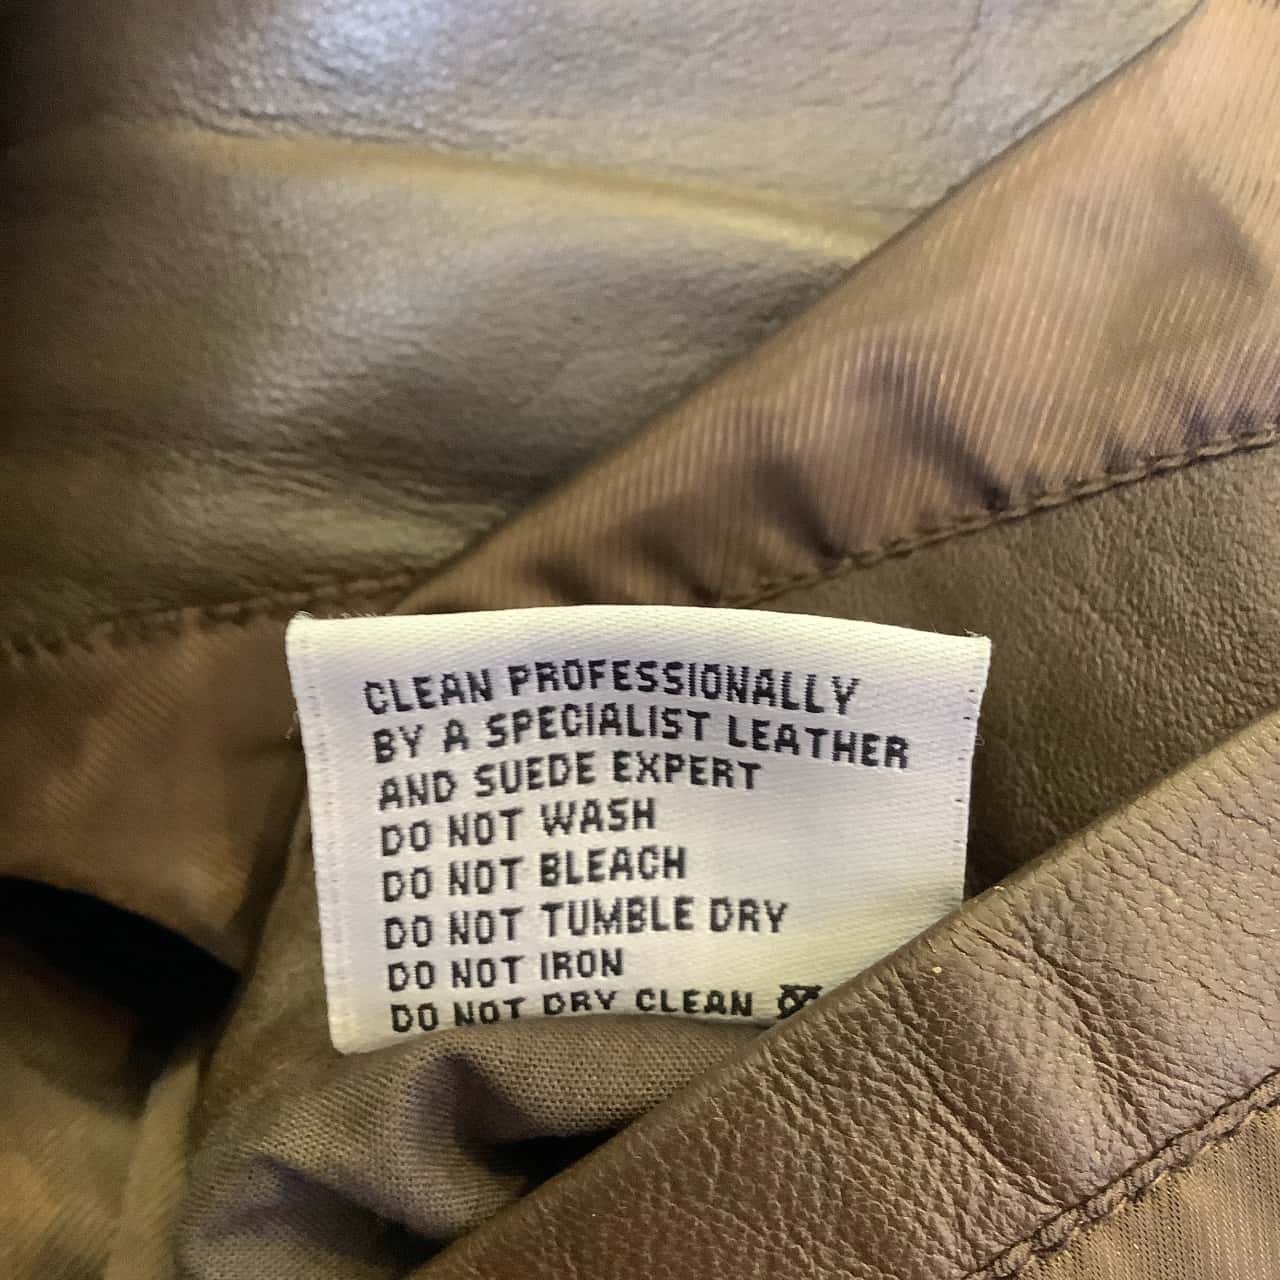 CLEAN PROFESSIONALLY
BY A SPECIALIST LEATHER
AND SUEDE EXPERT
DO NOT WASH
DO NOT BLEACH
DO NOT TUMBLE DRY
DO NOT IRON
DO NOT DRY CLEAN